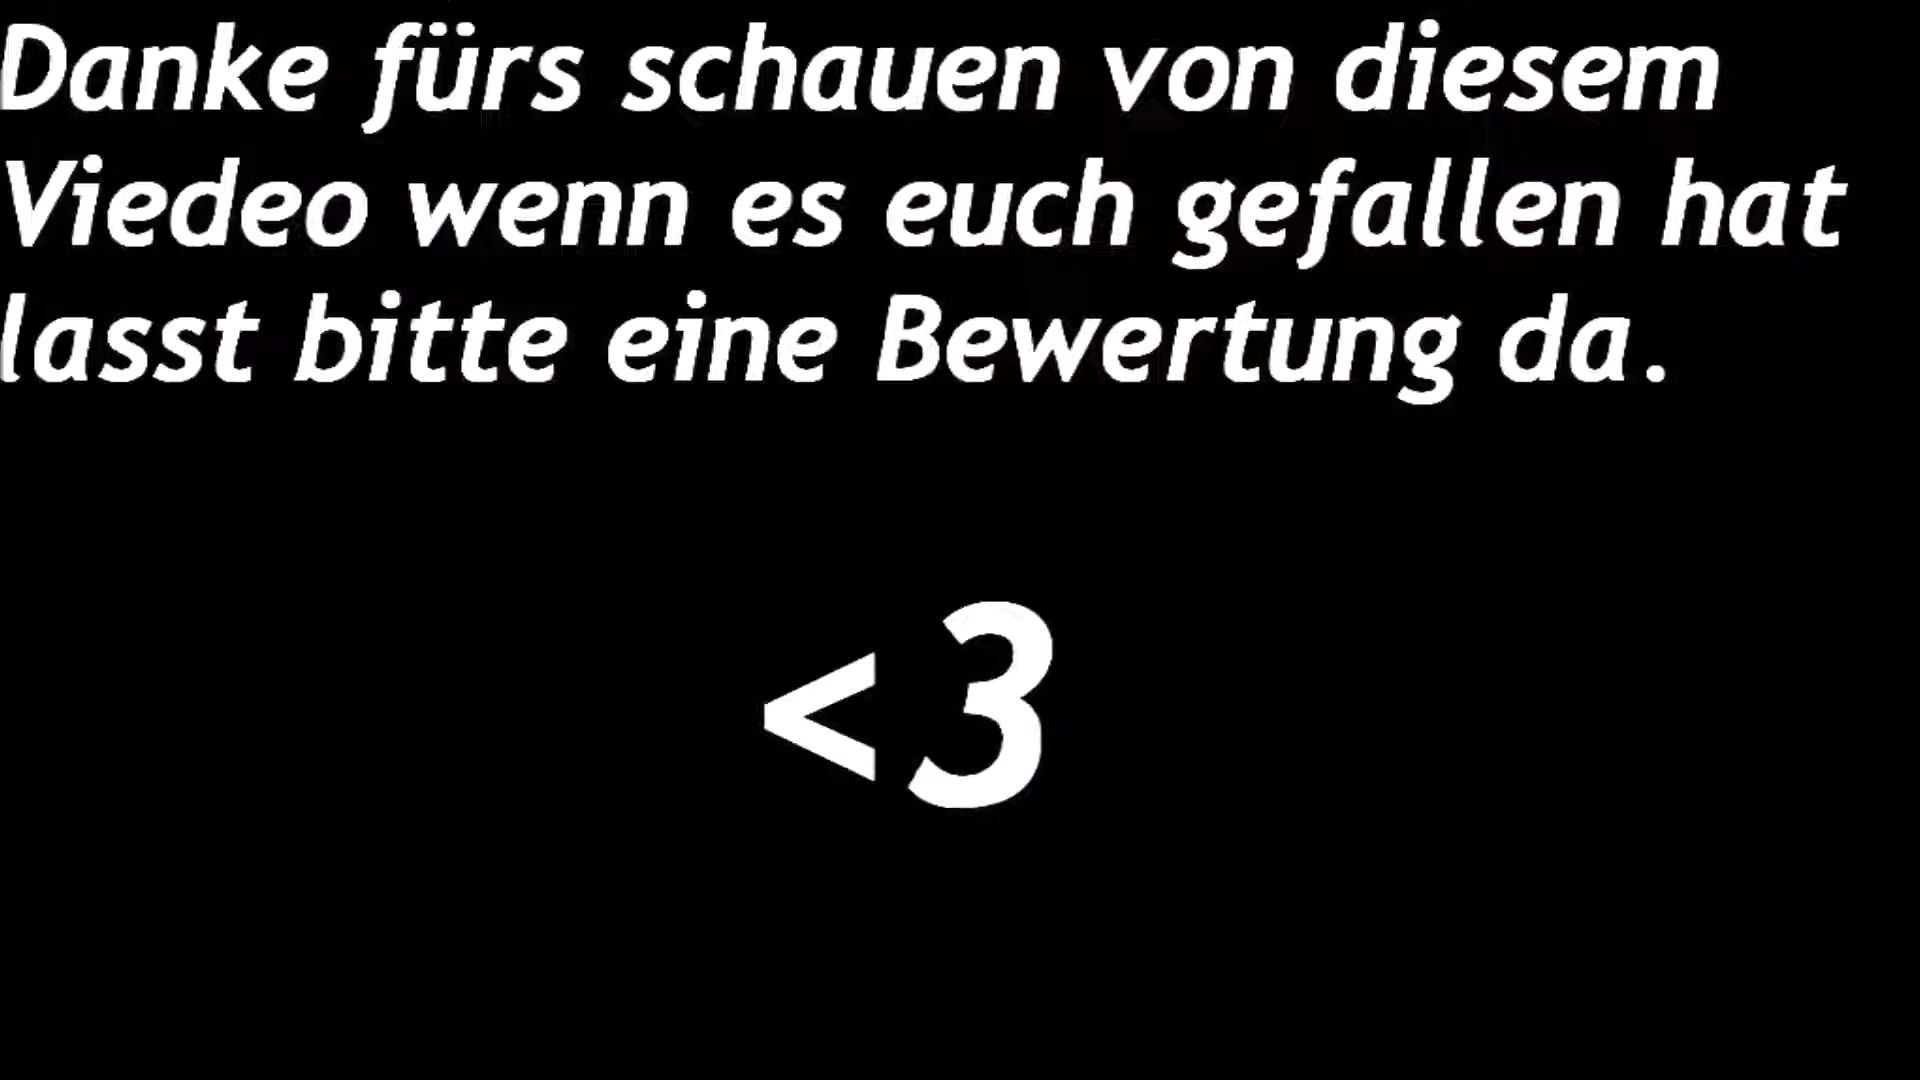 Danke fürs schauen von diesem
Viedeo wenn es euch gefallen hat
lasst bitte eine Bewertung da.
<3